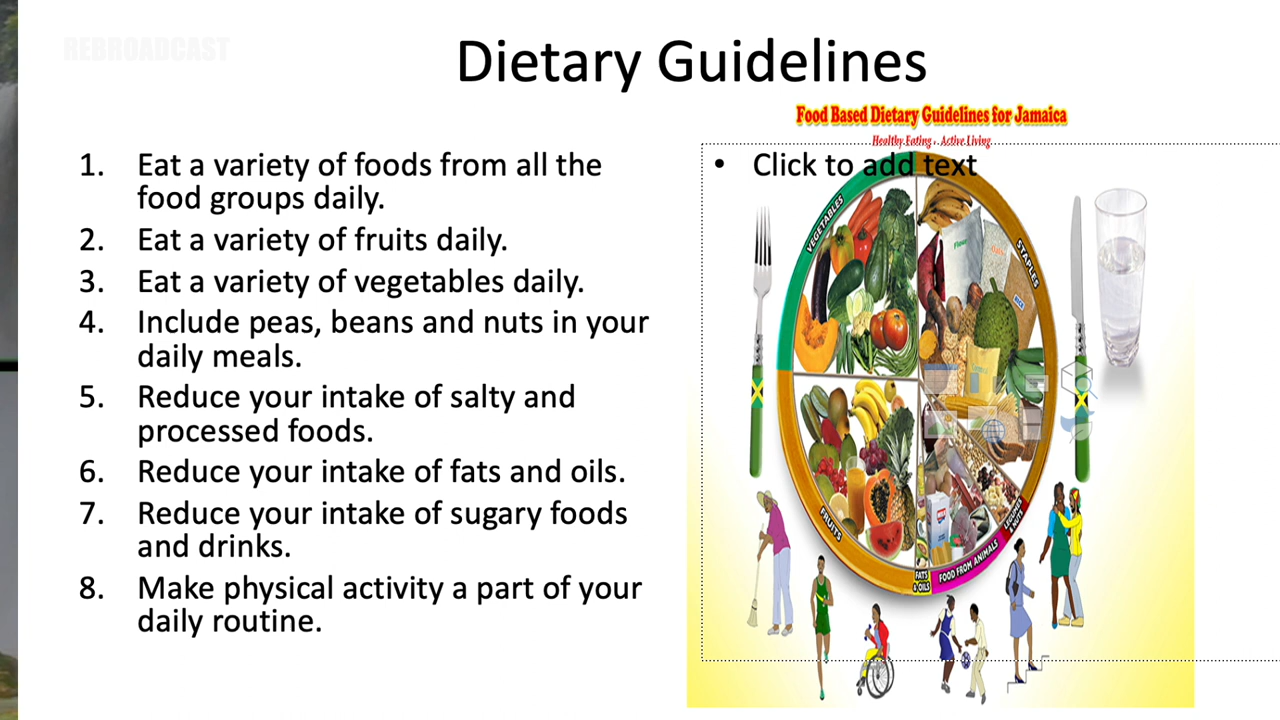 REBROADCAST
Dietary Guidelines
1. Eat a variety of foods from all the
food groups daily.
2. Eat a variety of fruits daily.
3. Eat a variety of vegetables daily.
4. Include peas, beans and nuts in your
daily meals.
5. Reduce your intake of salty and
processed foods.
6. Reduce your intake of fats and oils.
7. Reduce your intake of sugary foods
and drinks.
8. Make physical activity a part of your
daily routine.
Food Based Dietary Guidelines for Jamaica
Healthy Eating - Active Living
• Click to add text
VEGETABLES
STAPLES
Flour
RICE
FRUITS
LEGUMES
& NUTS
FATS
& OILS
FOOD FROM ANIMALS